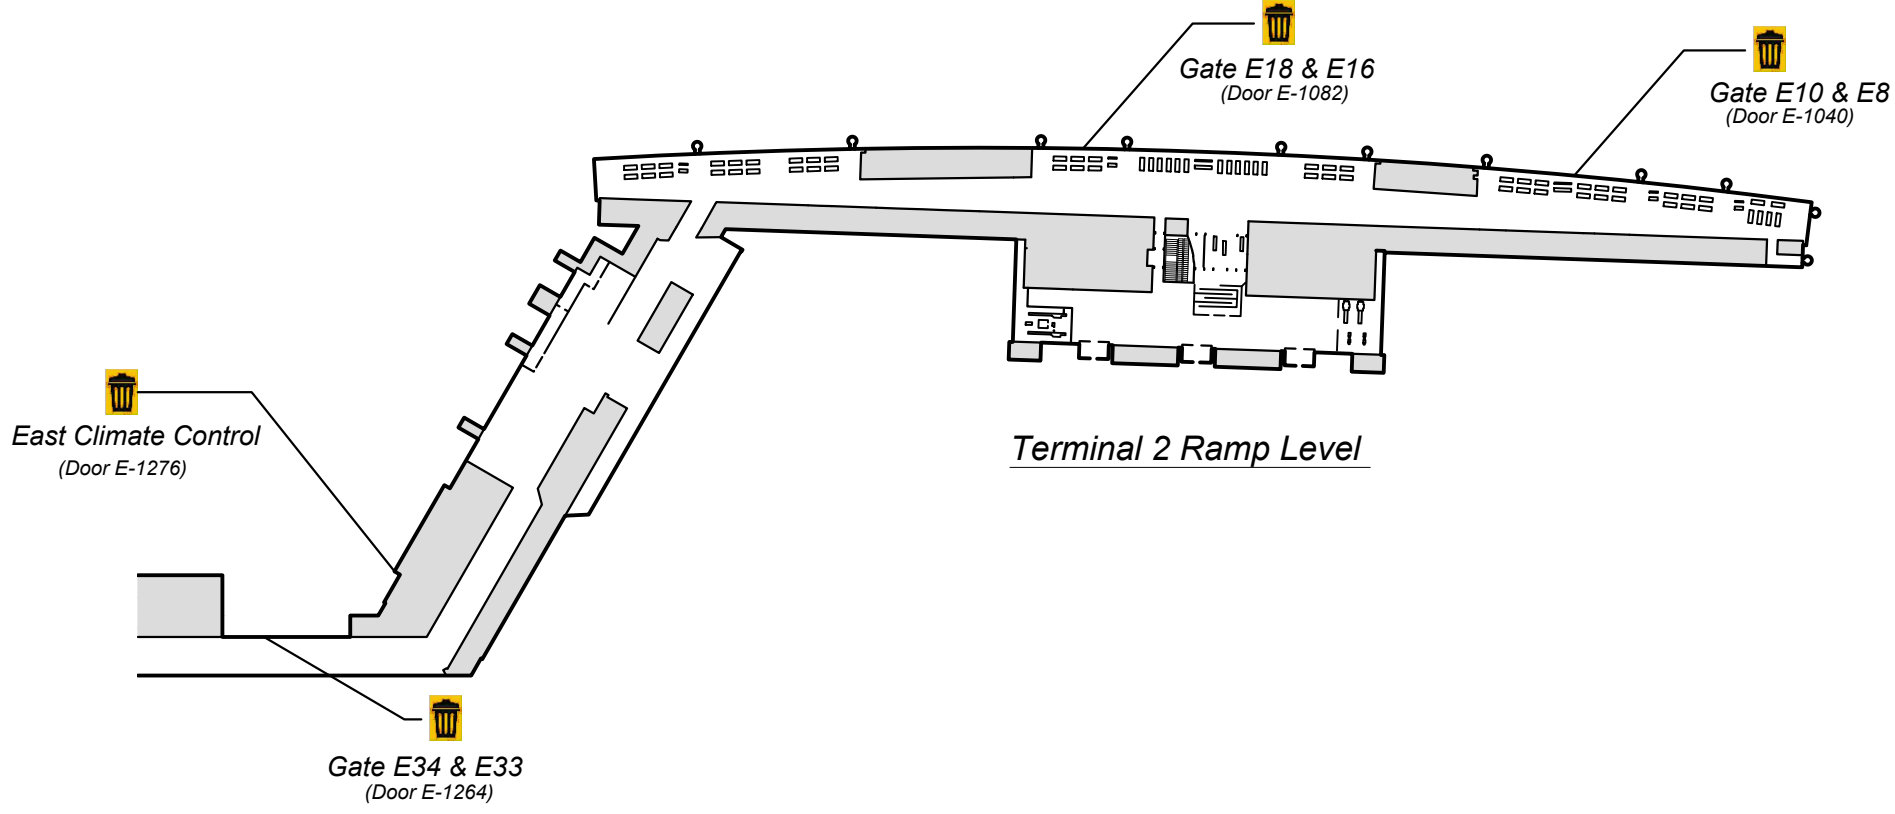 Gate E18 & E16
(Door E-1082)
Gate E10 & E8
(Door E-1040)
East Climate Control
(Door E-1276)
Terminal 2 Ramp Level
Gate E34 & E33
(Door E-1264)